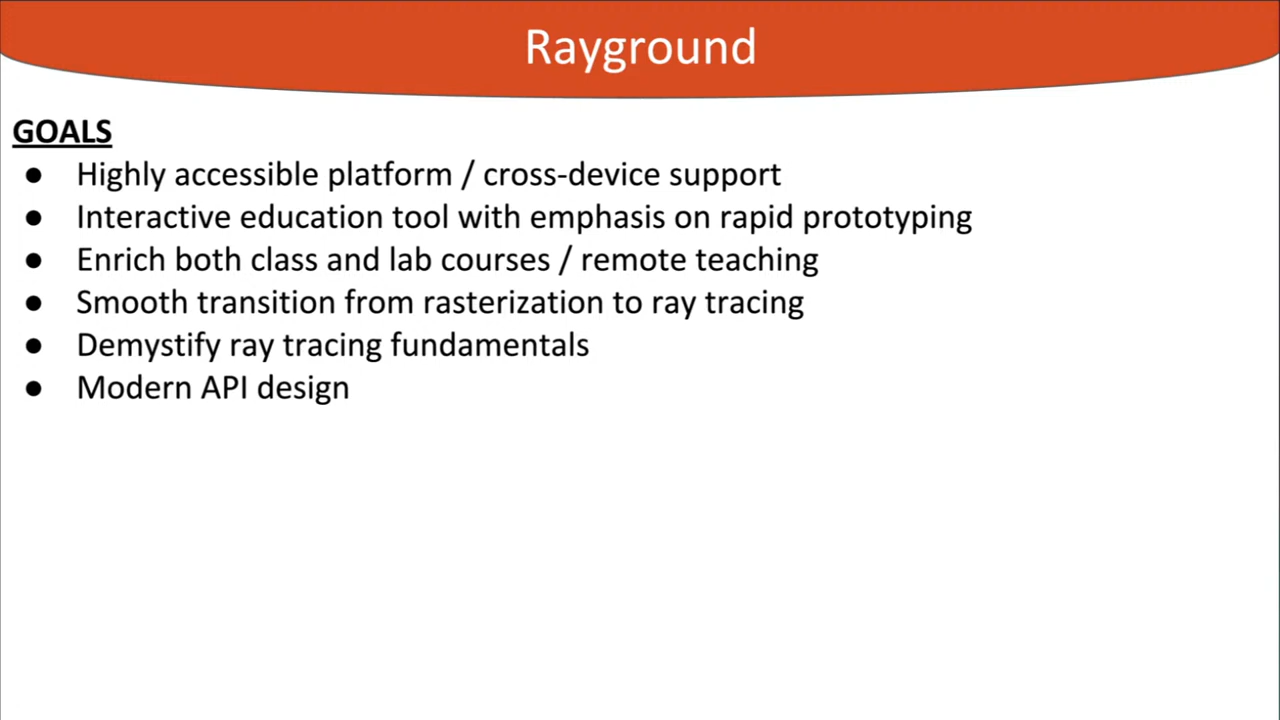 Rayground
GOALS
● Highly accessible platform / cross-device support
● Interactive education tool with emphasis on rapid prototyping
● Enrich both class and lab courses / remote teaching
● Smooth transition from rasterization to ray tracing
● Demystify ray tracing fundamentals
● Modern API design